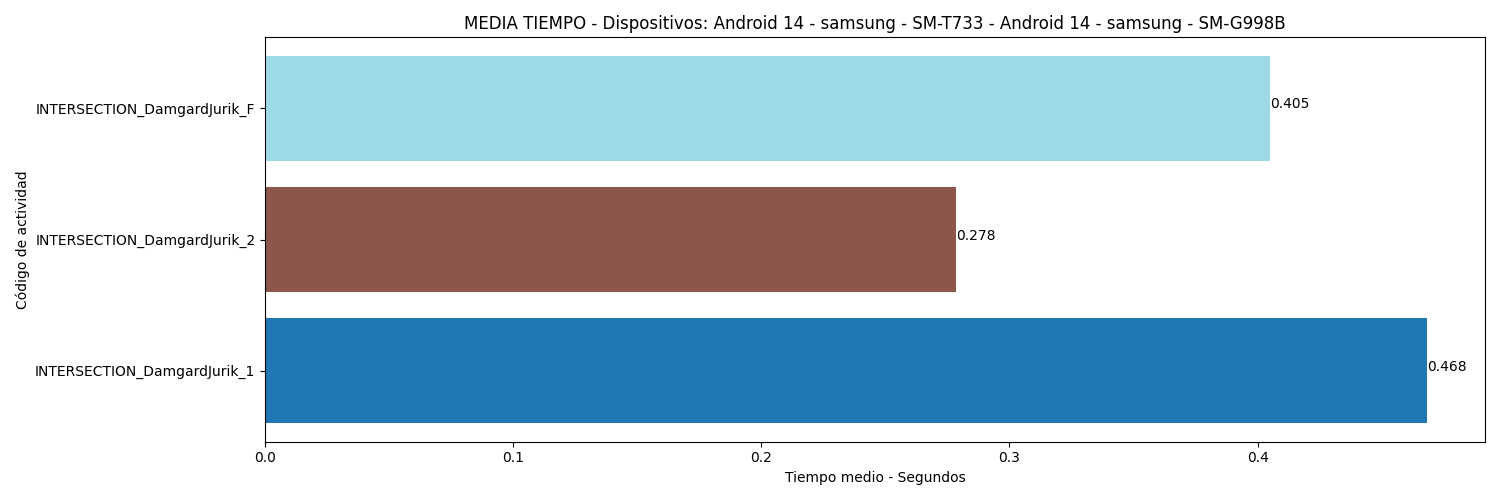 MEDIA TIEMPO - Dispositivos: Android 14 - samsung - SM-T733 - Android 14 - samsung - SM-G998B
Código de actividad
INTERSECTION_DamgardJurik_F
0.405
INTERSECTION_DamgardJurik_2
0.278
INTERSECTION_DamgardJurik_1
0.468
0.0 0.1 0.2 0.3 0.4
Tiempo medio - Segundos